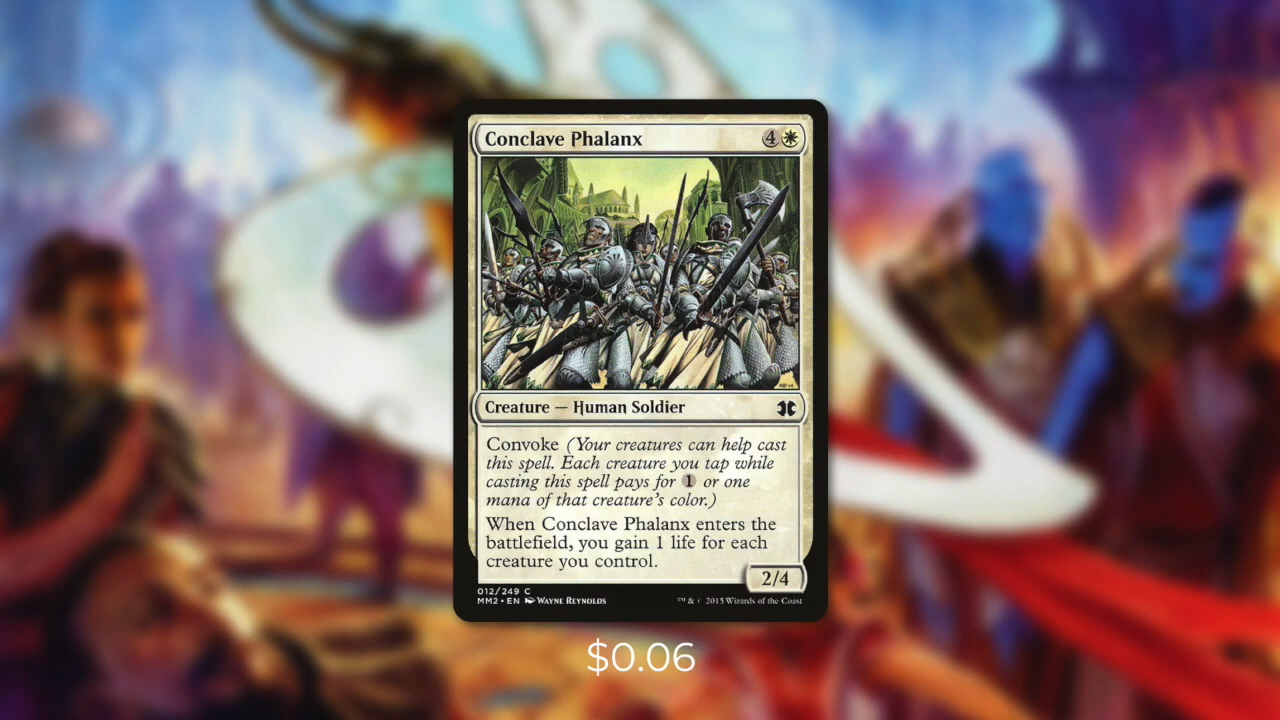 Conclave Phalanx 4
Creature — Human Soldier
Convoke (Your creatures can help cast
this spell. Each creature you tap while
casting this spell pays for 1 or one
mana of that creature's color.)
When Conclave Phalanx enters the
battlefield, you gain 1 life for each
creature you control.
2/4
012/249 C
MM2 • EN Wayne Reynolds ™ & © 2015 Wizards of the Coast
$0.06